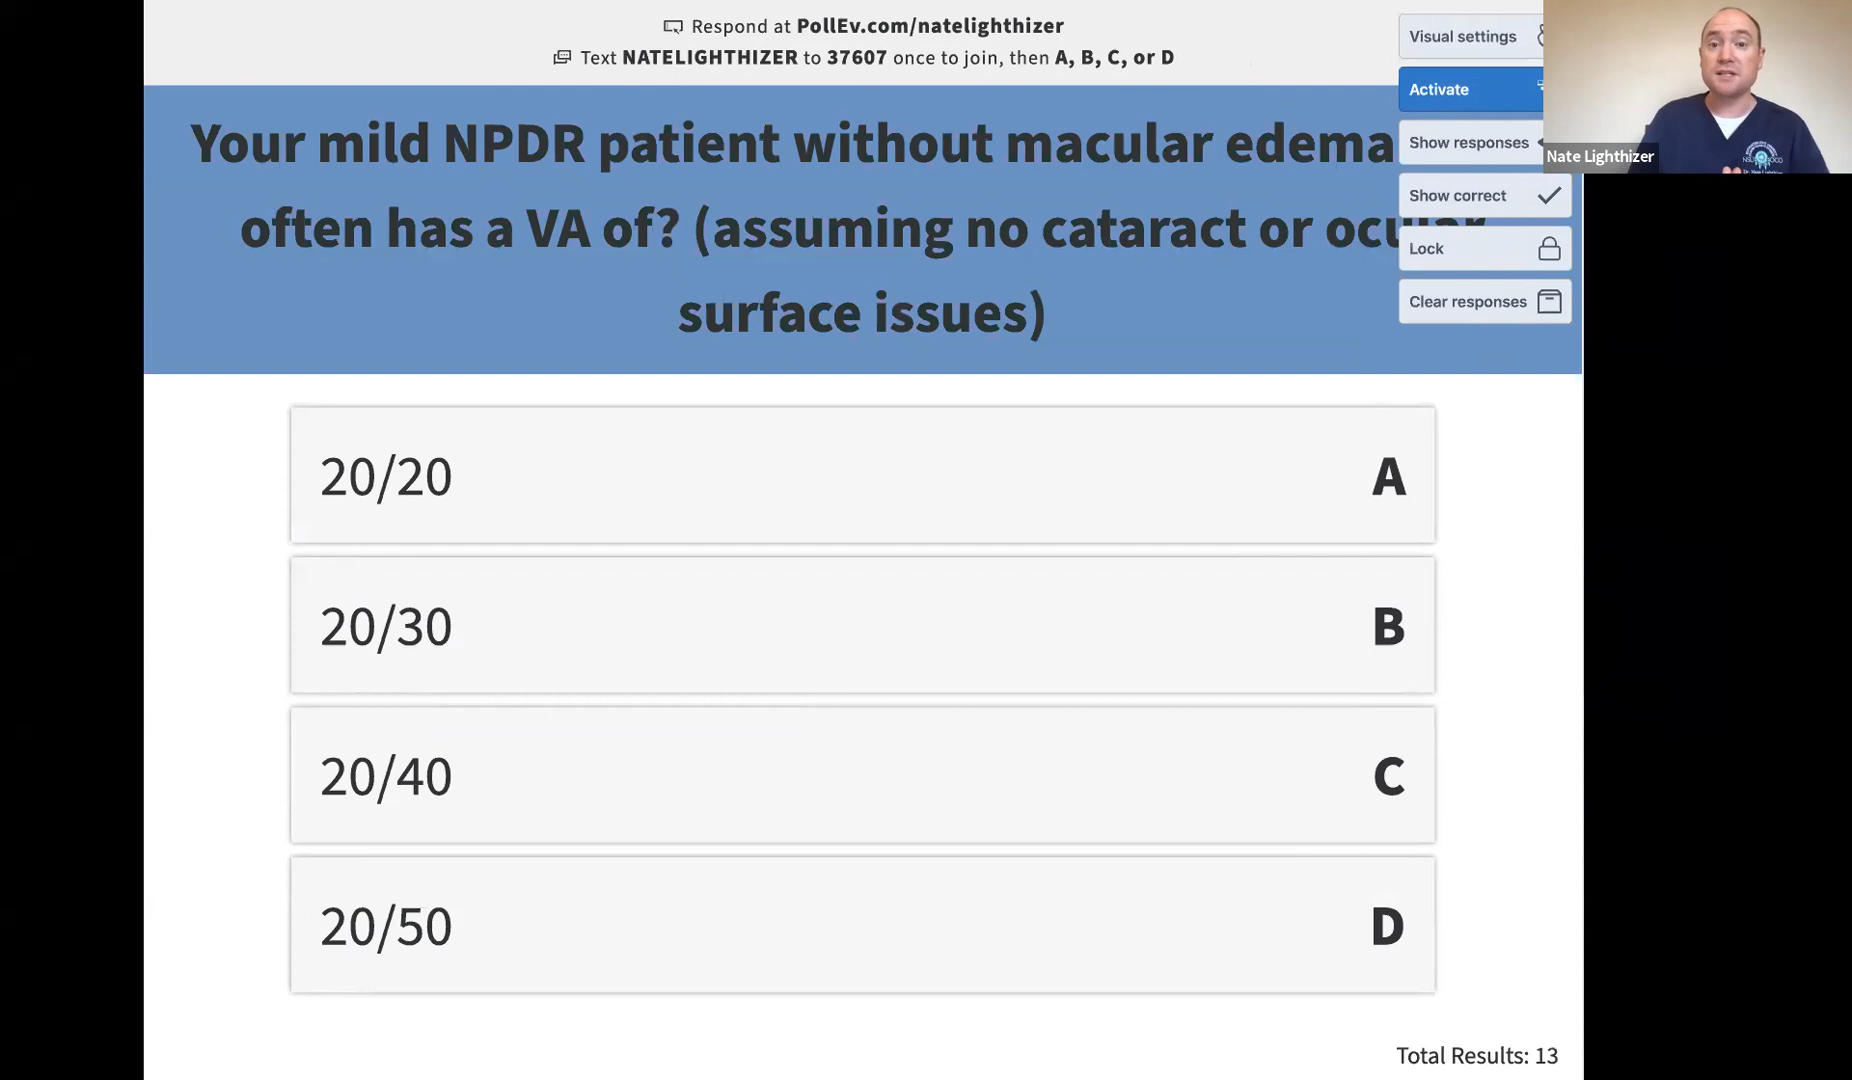 Respond at PollEv.com/natelighthizer
Text NATELIGHTHIZER to 37607 once to join, then A, B, C, or D
Visual settings
Activate
Show responses
Show correct
Lock
Clear responses
Nate Lighthizer
Your mild NPDR patient without macular edema
often has a VA of? (assuming no cataract or ocular
surface issues)
20/20 A
20/30 B
20/40 C
20/50 D
Total Results: 13